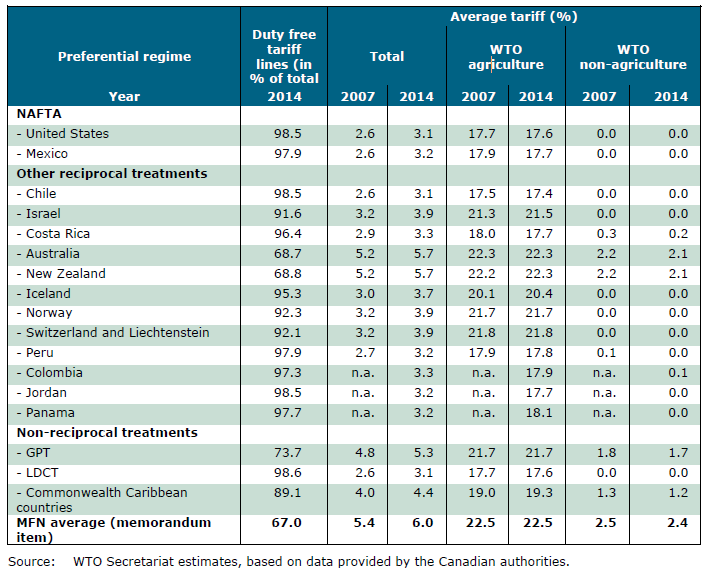 Average tariff (%)
Preferential regime Duty free tariff lines (in % of total Total WTO agriculture WTO non-agriculture
Year 2014 2007 2014 2007 2014 2007 2014
NAFTA
- United States 98.5 2.6 3.1 17.7 17.6 0.0 0.0
- Mexico 97.9 2.6 3.2 17.9 17.7 0.0 0.0
Other reciprocal treatments
- Chile 98.5 2.6 3.1 17.5 17.4 0.0 0.0
- Israel 91.6 3.2 3.9 21.3 21.5 0.0 0.0
- Costa Rica 96.4 2.9 3.3 18.0 17.7 0.3 0.2
- Australia 68.7 5.2 5.7 22.3 22.3 2.2 2.1
- New Zealand 68.8 5.2 5.7 22.2 22.3 2.2 2.1
- Iceland 95.3 3.0 3.7 20.1 20.4 0.0 0.0
- Norway 92.3 3.2 3.9 21.7 21.7 0.0 0.0
- Switzerland and Liechtenstein 92.1 3.2 3.9 21.8 21.8 0.0 0.0
- Peru 97.9 2.7 3.2 17.9 17.8 0.1 0.0
- Colombia 97.3 n.a. 3.3 n.a. 17.9 n.a. 0.1
- Jordan 98.5 n.a. 3.2 n.a. 17.7 n.a. 0.0
- Panama 97.7 n.a. 3.2 n.a. 18.1 n.a. 0.0
Non-reciprocal treatments
- GPT 73.7 4.8 5.3 21.7 21.7 1.8 1.7
- LDCT 98.6 2.6 3.1 17.7 17.6 0.0 0.0
- Commonwealth Caribbean 89.1 4.0 4.4 19.0 19.3 1.3 1.2
countries
MFN average (memorandum 67.0 5.4 6.0 22.5 22.5 2.5 2.4
item)
Source: WTO Secretariat estimates, based on data provided by the Canadian authorities.